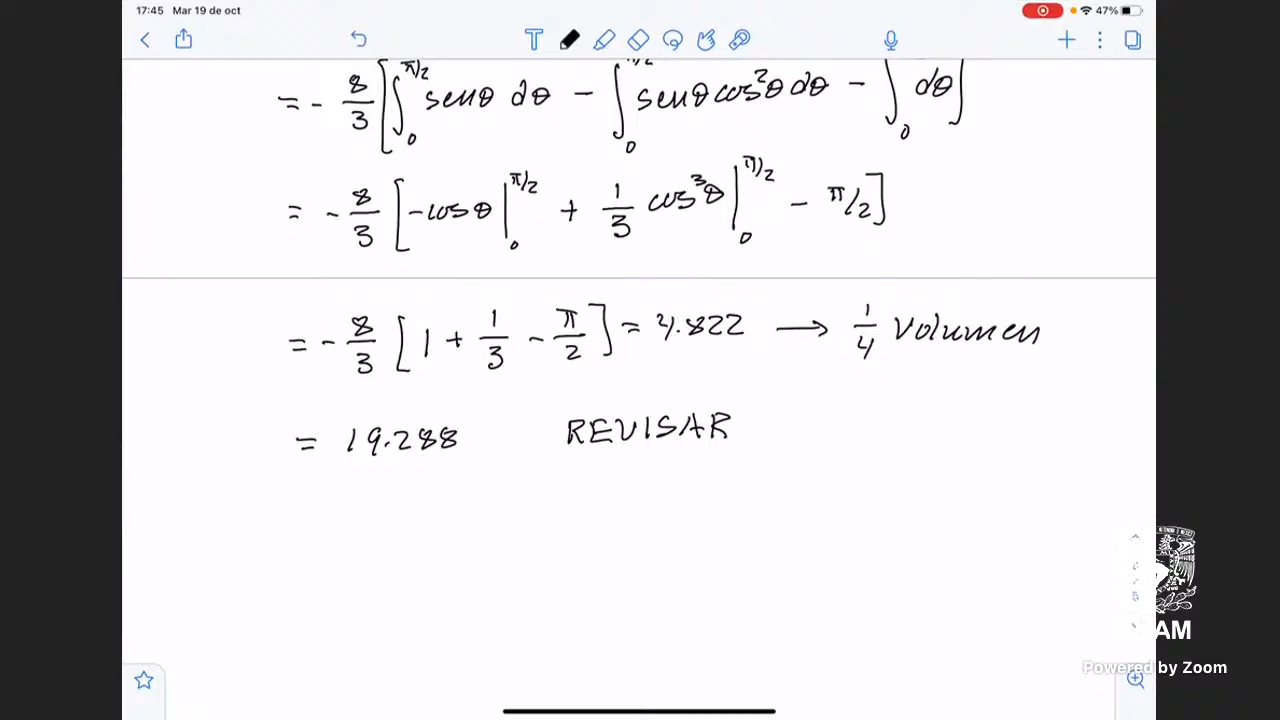 17:45 Mar 19 de oct 47%
= - 8/3 [ ∫₀^π/2 senθ dθ - ∫₀^π/2 senθ cos²θ dθ - ∫₀ dθ ]
= - 8/3 [ -cosθ |₀^π/2 + 1/3 cos³θ |₀^π/2 - π/2 ]
= - 8/3 [ 1 + 1/3 - π/2 ] = 4.822 → 1/4 Volumen
= 19.288 REVISAR
Powered by Zoom